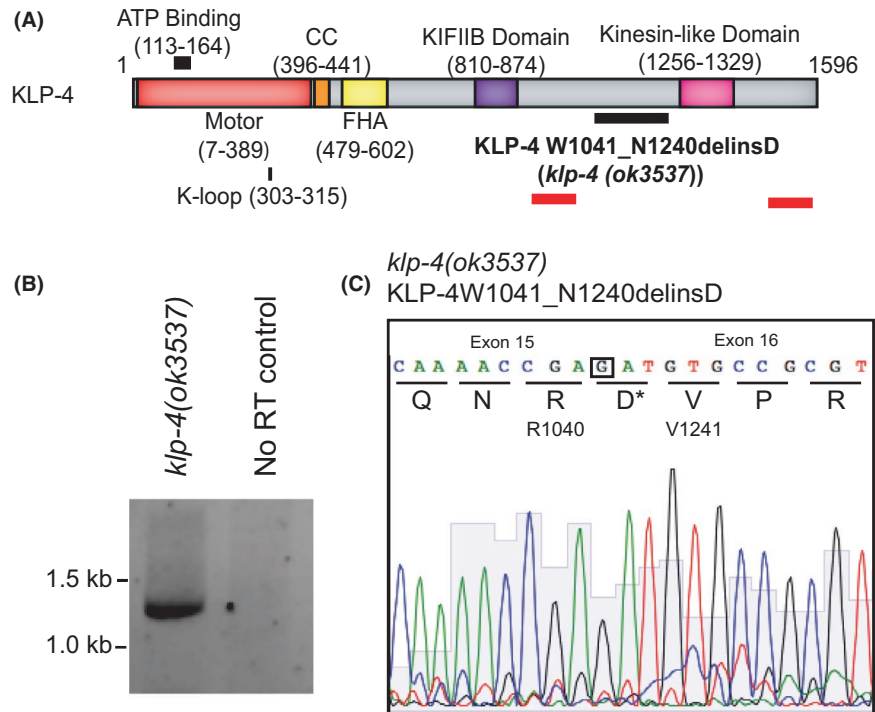 (A)
ATP Binding
(113-164)
CC
(396-441)
KIFIIB Domain
(810-874)
Kinesin-like Domain
(1256-1329)
1
1596
KLP-4
Motor
(7-389)
FHA
(479-602)
K-loop (303-315)
KLP-4 W1041_N1240delinsD
(klp-4 (ok3537))
(B)
klp-4(ok3537)
No RT control
1.5 kb
1.0 kb
(C)
klp-4(ok3537)
KLP-4W1041_N1240delinsD
Exon 15 Exon 16
C A A A A C C G A G A T G T G C C G C G T
Q N R D* V P R
R1040 V1241